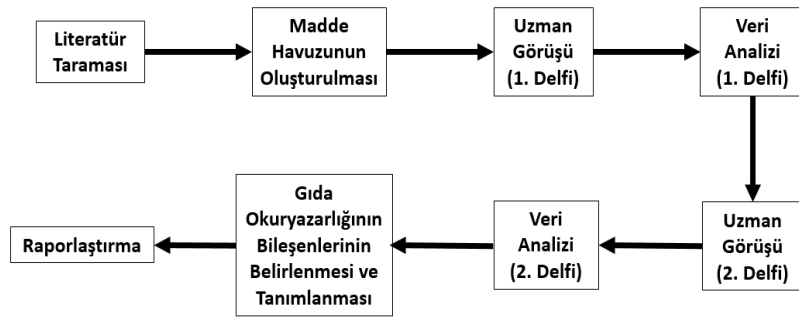 Literatür
Taraması
Madde
Havuzunun
Oluşturulması
Uzman
Görüşü
(1. Delfi)
Veri
Analizi
(1. Delfi)
Uzman
Görüşü
(2. Delfi)
Veri
Analizi
(2. Delfi)
Gıda
Okuryazarlığının
Bileşenlerinin
Belirlenmesi ve
Tanımlanması
Raporlaştırma